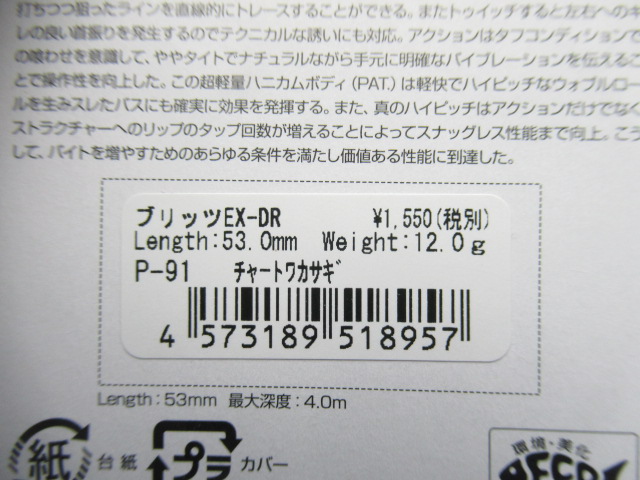 打ちつつ狙ったラインを直線的にトレースすることができる。またトゥイッチすると左右への
レの良い首振りを発生するのでテクニカルな誘いにも対応。アクションはタフコンディションで
の喰わせを意識して、ややタイトでナチュラルながら手元に明確なバイブレーションを伝えるこ
とで操作性を向上した。この超軽量ハニカムボディ(PAT.)は軽快でハイピッチなウォブルロー
ルを生みスレたバスにも確実に効果を発揮する。また、真のハイピッチはアクションだけでなく
ストラクチャーへのリップのタップ回数が増えることによってスナッグレス性能まで向上。こう
して、バイトを増やすためのあらゆる条件を満たし価値ある性能に到達した。
ブリッツEX-DR ¥1,550(税別)
Length:53.0mm Weight:12.0g
P-91 ﾁｬｰﾄﾜｶｻｷﾞ
4 573189 518957
Length:53mm 最大深度:4.0m
紙 台紙 プラ カバー
環境・美化